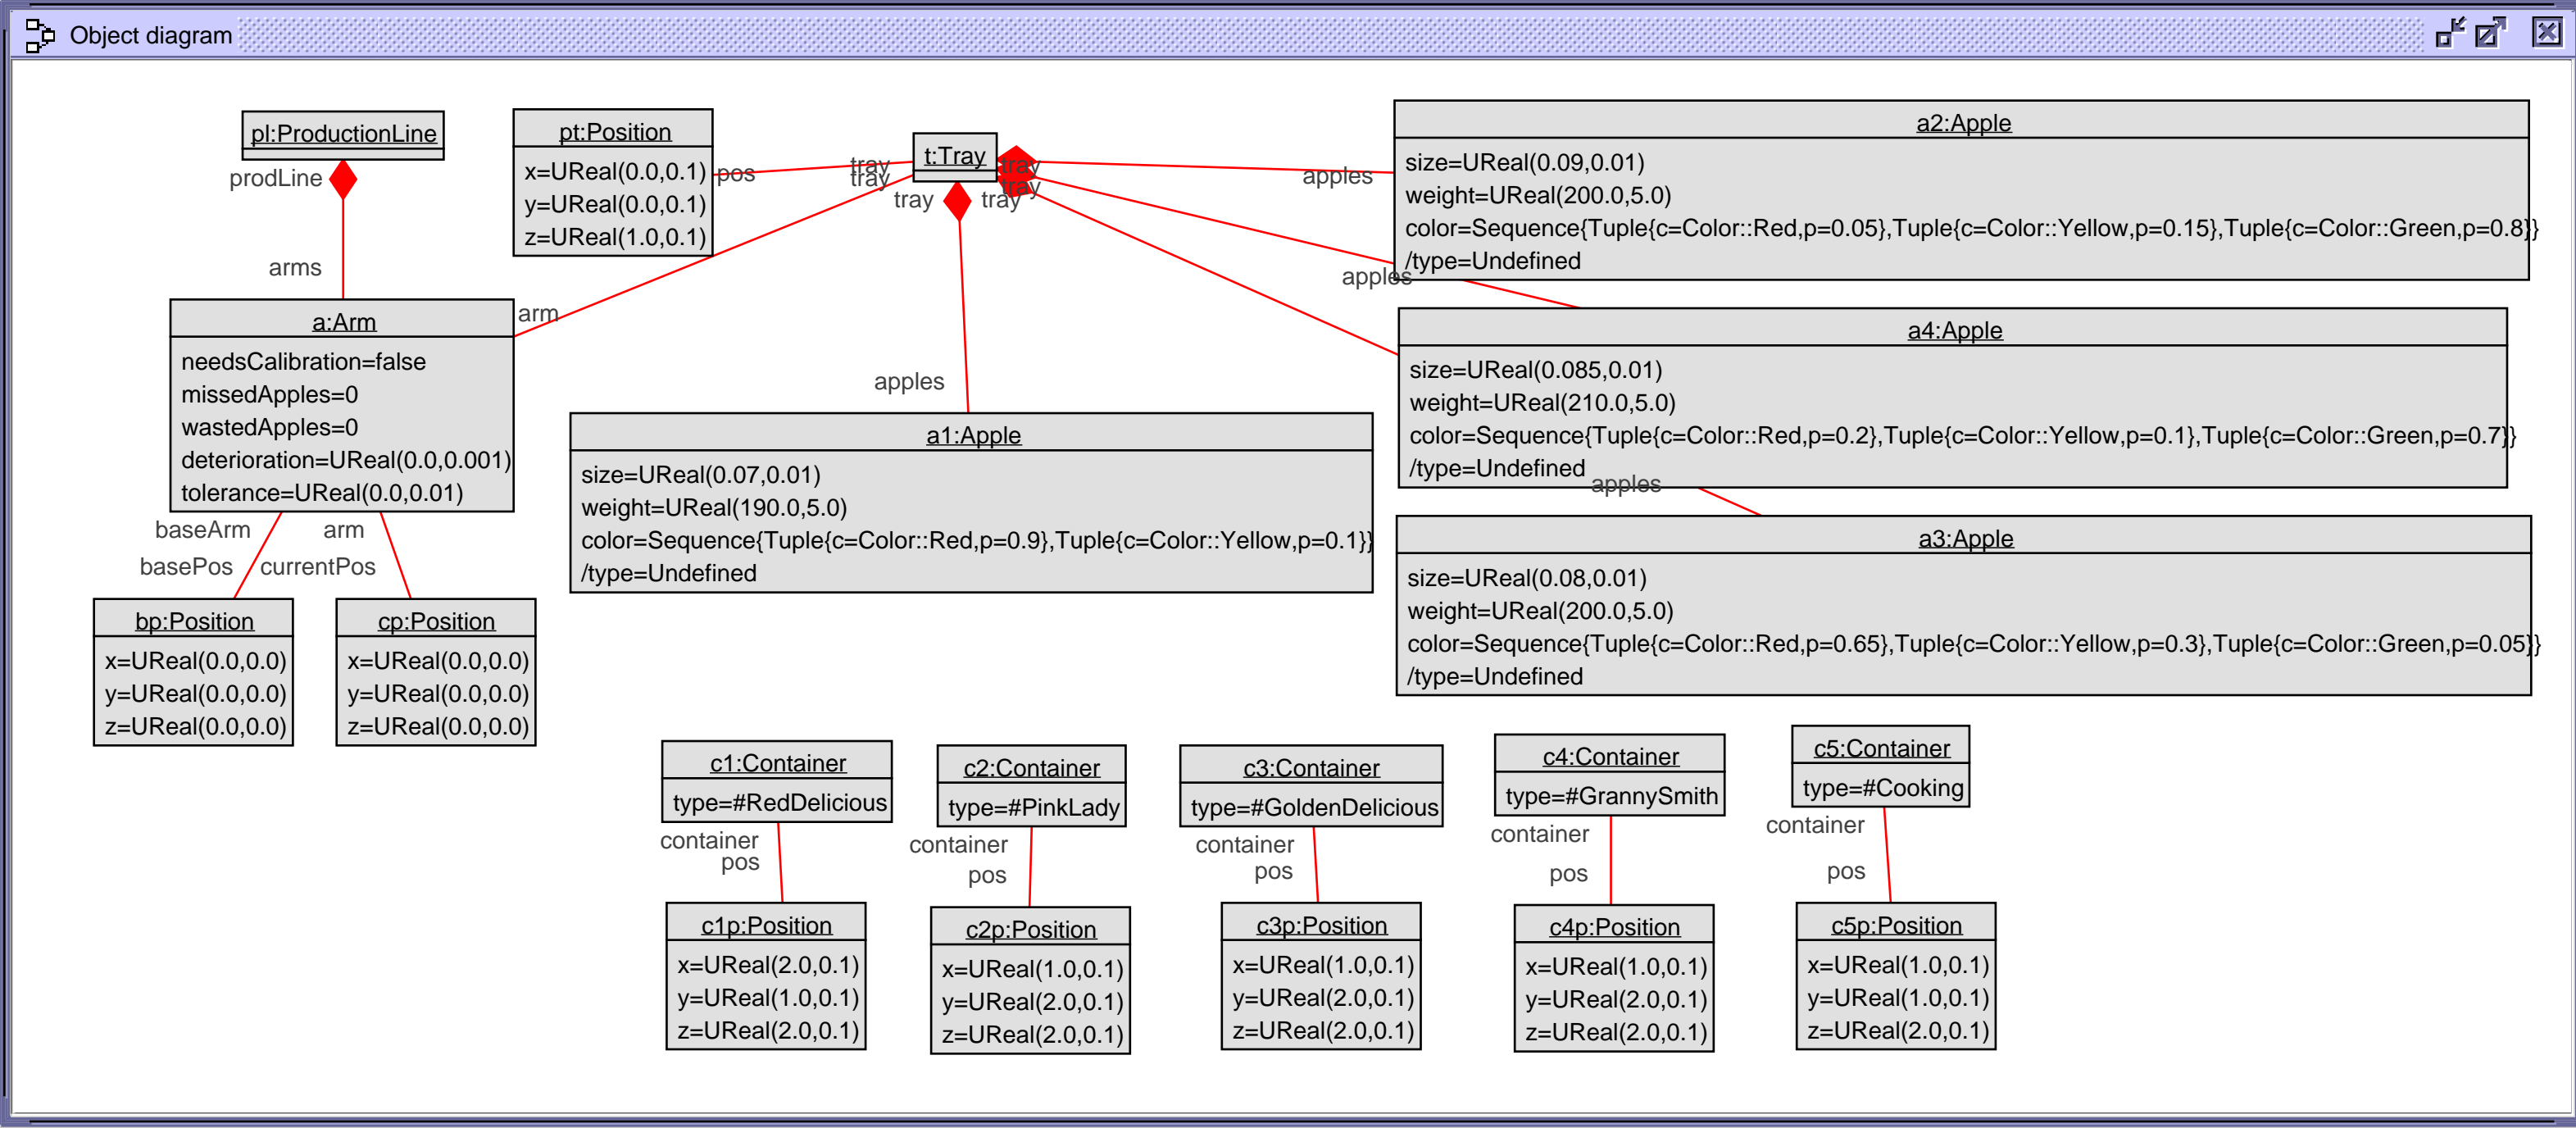 Object diagram
pl:ProductionLine
prodLine
arms
pt:Position
x=UReal(0.0,0.1)
y=UReal(0.0,0.1)
z=UReal(1.0,0.1)
pos
tray
tray
t:Tray
tray
tray
tray
tray
apples
a2:Apple
size=UReal(0.09,0.01)
weight=UReal(200.0,5.0)
color=Sequence{Tuple{c=Color::Red,p=0.05},Tuple{c=Color::Yellow,p=0.15},Tuple{c=Color::Green,p=0.8}}
/type=Undefined
apples
a:Arm
needsCalibration=false
missedApples=0
wastedApples=0
deterioration=UReal(0.0,0.001)
tolerance=UReal(0.0,0.01)
arm
apples
a4:Apple
size=UReal(0.085,0.01)
weight=UReal(210.0,5.0)
color=Sequence{Tuple{c=Color::Red,p=0.2},Tuple{c=Color::Yellow,p=0.1},Tuple{c=Color::Green,p=0.7}}
/type=Undefined
apples
a1:Apple
size=UReal(0.07,0.01)
weight=UReal(190.0,5.0)
color=Sequence{Tuple{c=Color::Red,p=0.9},Tuple{c=Color::Yellow,p=0.1}}
/type=Undefined
a3:Apple
size=UReal(0.08,0.01)
weight=UReal(200.0,5.0)
color=Sequence{Tuple{c=Color::Red,p=0.65},Tuple{c=Color::Yellow,p=0.3},Tuple{c=Color::Green,p=0.05}}
/type=Undefined
baseArm
arm
basePos
currentPos
bp:Position
x=UReal(0.0,0.0)
y=UReal(0.0,0.0)
z=UReal(0.0,0.0)
cp:Position
x=UReal(0.0,0.0)
y=UReal(0.0,0.0)
z=UReal(0.0,0.0)
c1:Container
type=#RedDelicious
container
pos
c1p:Position
x=UReal(2.0,0.1)
y=UReal(1.0,0.1)
z=UReal(2.0,0.1)
c2:Container
type=#PinkLady
container
pos
c2p:Position
x=UReal(1.0,0.1)
y=UReal(2.0,0.1)
z=UReal(2.0,0.1)
c3:Container
type=#GoldenDelicious
container
pos
c3p:Position
x=UReal(1.0,0.1)
y=UReal(2.0,0.1)
z=UReal(2.0,0.1)
c4:Container
type=#GrannySmith
container
pos
c4p:Position
x=UReal(1.0,0.1)
y=UReal(2.0,0.1)
z=UReal(2.0,0.1)
c5:Container
type=#Cooking
container
pos
c5p:Position
x=UReal(1.0,0.1)
y=UReal(1.0,0.1)
z=UReal(2.0,0.1)